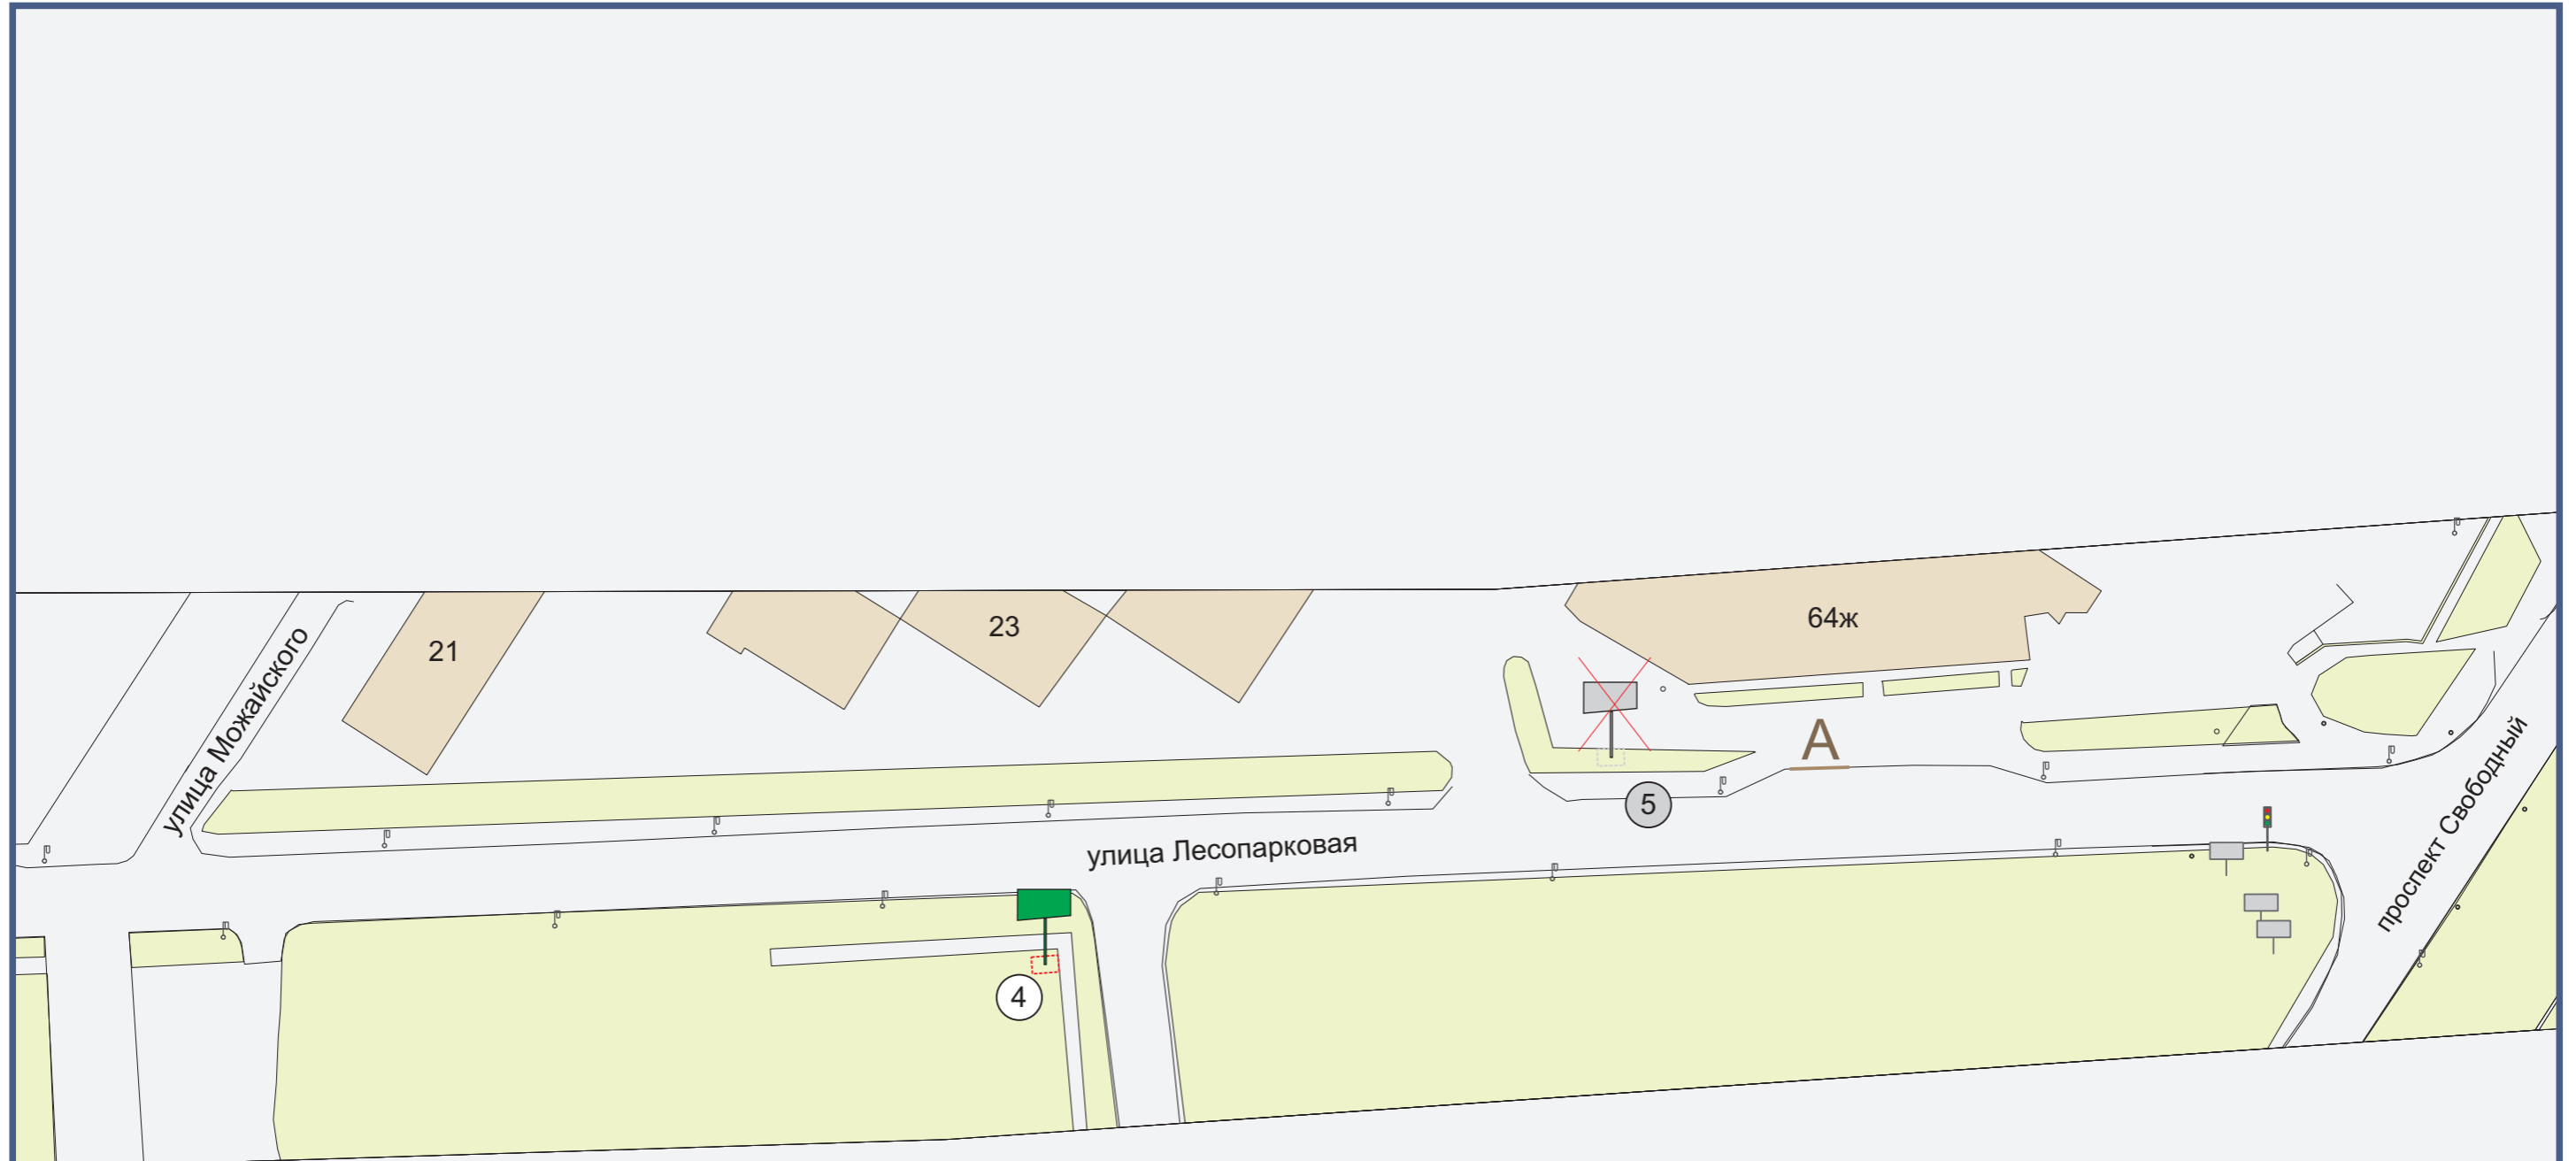 64ж
23
21
улица Можайского
А
5
проспект Свободный
улица Лесопарковая
4